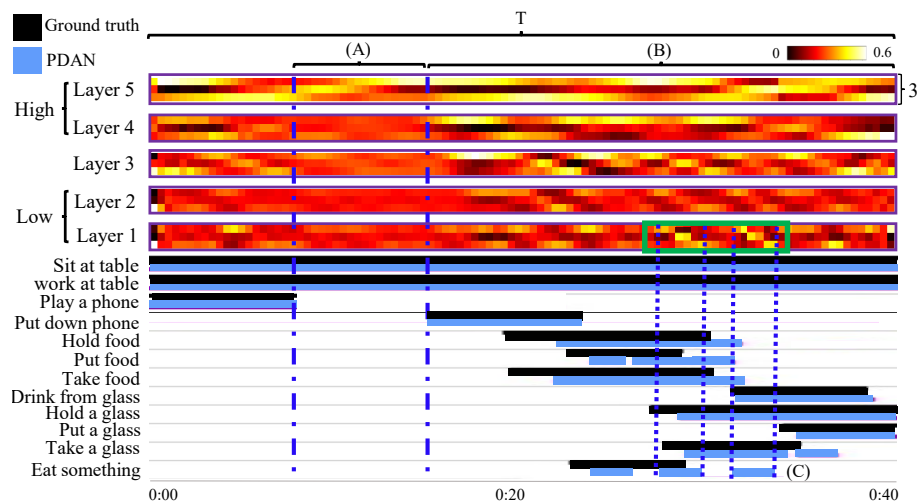 T
Ground truth
PDAN
(A)
(B)
0
0.6
High
Layer 5
3
Layer 4
Layer 3
Low
Layer 2
Layer 1
Sit at table
work at table
Play a phone
Put down phone
Hold food
Put food
Take food
Drink from glass
Hold a glass
Put a glass
Take a glass
Eat something
(C)
0:00
0:20
0:40